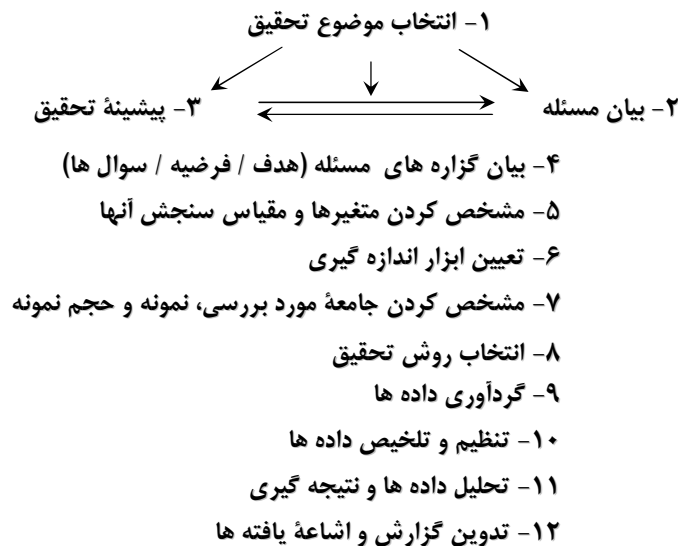 ۱- انتخاب موضوع تحقیق
۲- بیان مسئله
۳- پیشینهٔ تحقیق
۴- بیان گزاره های مسئله (هدف / فرضیه / سوال ها)
۵- مشخص کردن متغیرها و مقیاس سنجش آنها
۶- تعیین ابزار اندازه گیری
۷- مشخص کردن جامعهٔ مورد بررسی، نمونه و حجم نمونه
۸- انتخاب روش تحقیق
۹- گردآوری داده ها
۱۰- تنظیم و تلخیص داده ها
۱۱- تحلیل داده ها و نتیجه گیری
۱۲- تدوین گزارش و اشاعهٔ یافته ها